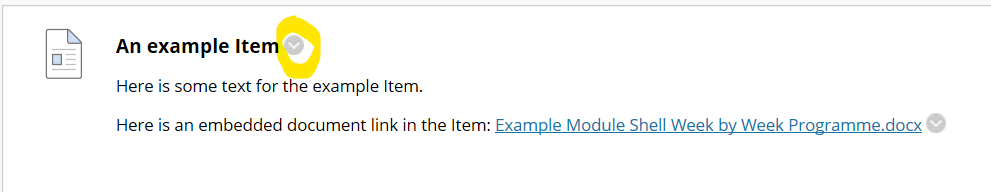 An example Item
Here is some text for the example Item.
Here is an embedded document link in the Item: Example Module Shell Week by Week Programme.docx